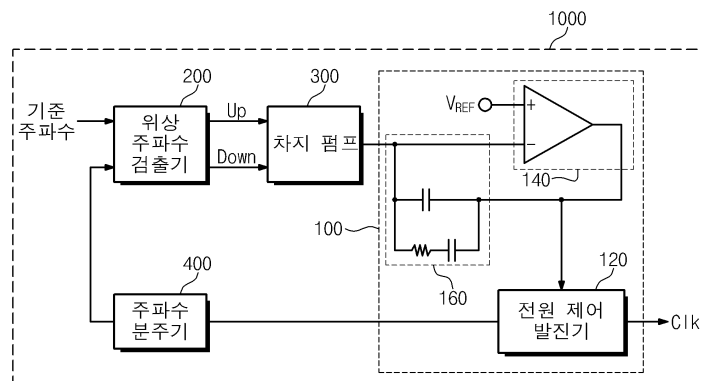 1000
200
300
기준
주파수
위상
주파수
검출기
Up
Down
차지 펌프
VREF
+
-
140
100
160
400
주파수
분주기
120
전원 제어
발진기
Clk